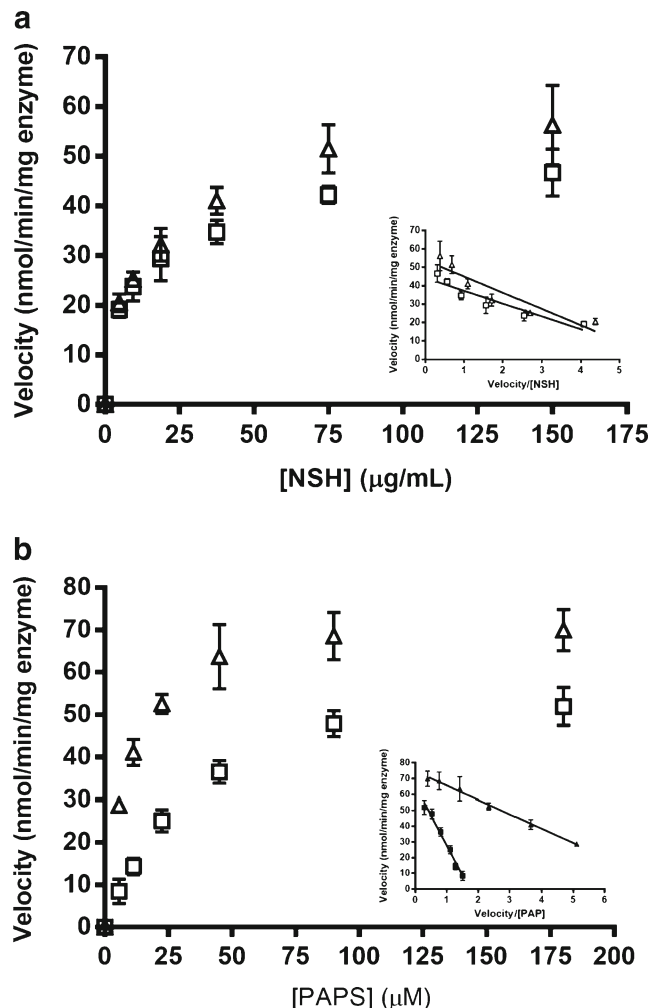 a
Velocity (nmol/min/mg enzyme)
70
60
50
40
30
20
10
0
0 25 50 75 100 125 150 175
[NSH] (μg/mL)
Velocity (nmol/min/mg enzyme)
70
60
50
40
30
20
10
0
0 1 2 3 4 5
Velocity/[NSH]
b
Velocity (nmol/min/mg enzyme)
80
70
60
50
40
30
20
10
0
0 25 50 75 100 125 150 175 200
[PAPS] (μM)
Velocity (nmol/min/mg enzyme)
80
70
60
50
40
30
20
10
0
0 1 2 3 4 5 6
Velocity/[PAP]